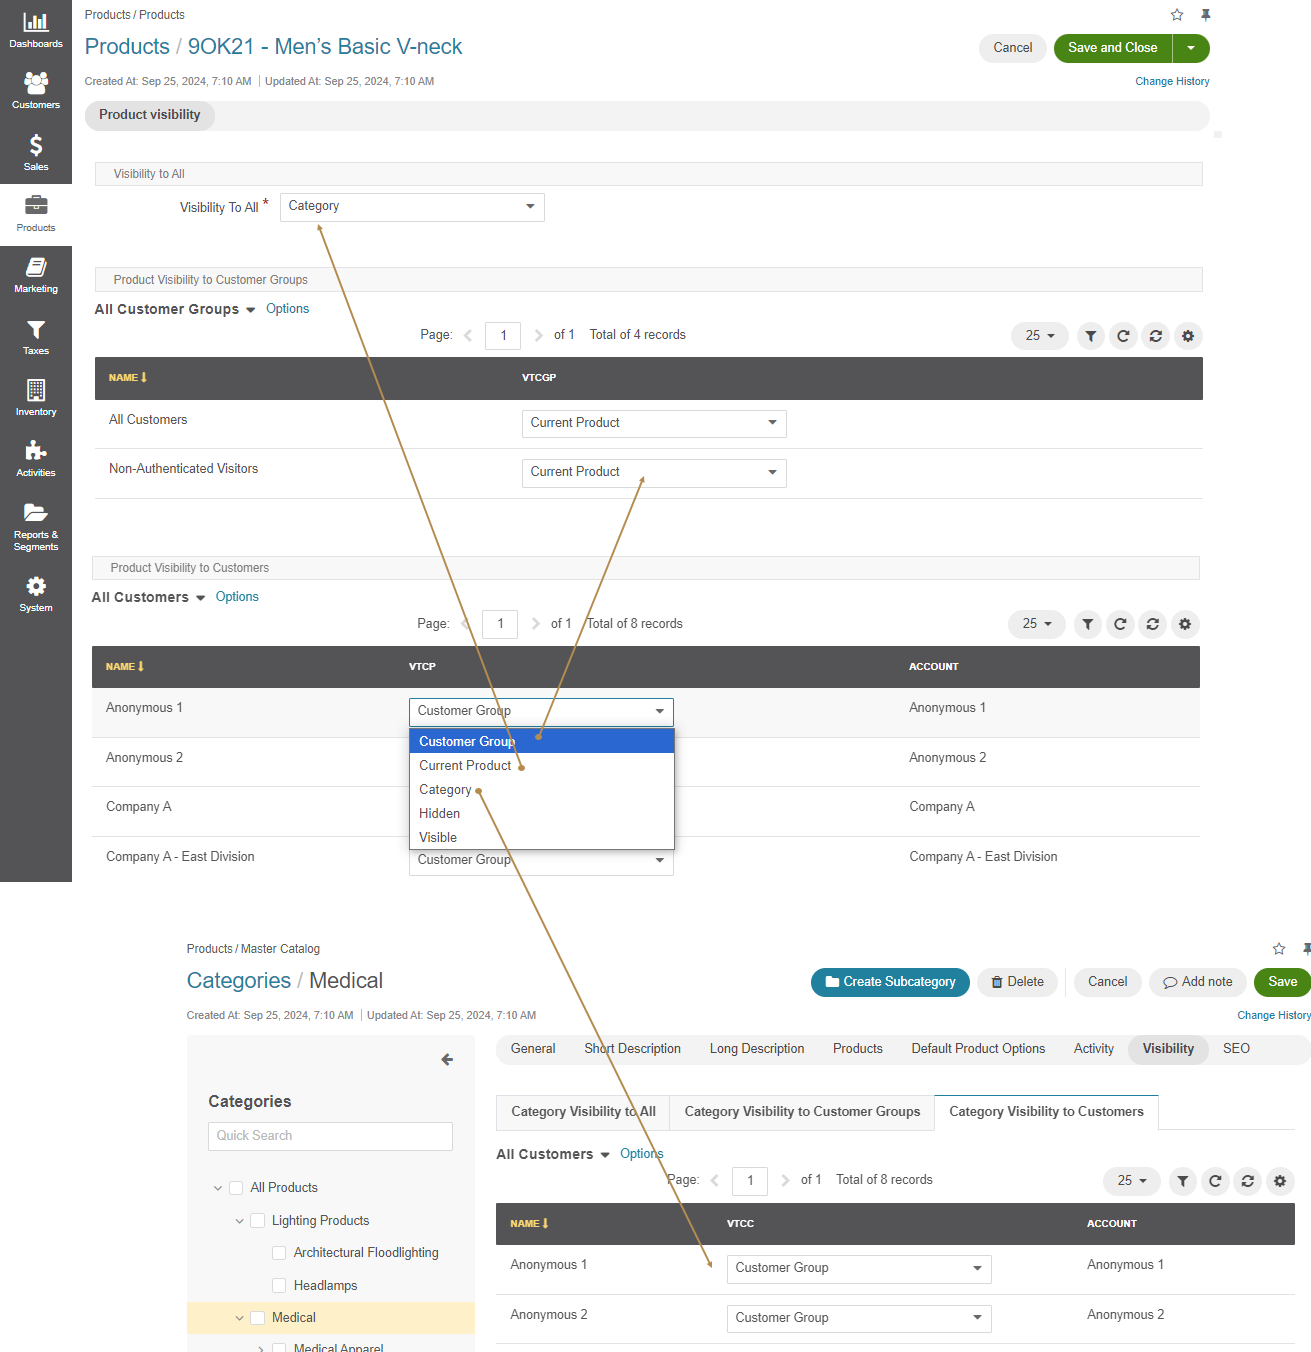 Dashboards
Customers
Sales
Products
Marketing
Taxes
Inventory
Activities
Reports &
Segments
System
Products / Products
Products / 9OK21 - Men’s Basic V-neck
Cancel
Save and Close
Created At: Sep 25, 2024, 7:10 AM | Updated At: Sep 25, 2024, 7:10 AM
Change History
Product visibility
Visibility to All
Visibility To All * Category
Product Visibility to Customer Groups
All Customer Groups Options
Page: 1 of 1 Total of 4 records 25
NAME VTCGP
All Customers Current Product
Non-Authenticated Visitors Current Product
Product Visibility to Customers
All Customers Options
Page: 1 of 1 Total of 8 records 25
NAME VTCP ACCOUNT
Anonymous 1 Customer Group Anonymous 1
Customer Group
Anonymous 2 Anonymous 2
Current Product
Category
Company A Company A
Hidden
Visible
Company A - East Division Customer Group Company A - East Division
Products / Master Catalog
Categories / Medical
Create Subcategory Delete Cancel Add note Save
Created At: Sep 25, 2024, 7:10 AM | Updated At: Sep 25, 2024, 7:10 AM
Change History
General Short Description Long Description Products Default Product Options Activity Visibility SEO
Categories
Quick Search
All Products
Lighting Products
Architectural Floodlighting
Headlamps
Medical
Medical Apparel
Category Visibility to All Category Visibility to Customer Groups Category Visibility to Customers
All Customers Options
Page: 1 of 1 Total of 8 records 25
NAME VTCC ACCOUNT
Anonymous 1 Customer Group Anonymous 1
Anonymous 2 Customer Group Anonymous 2